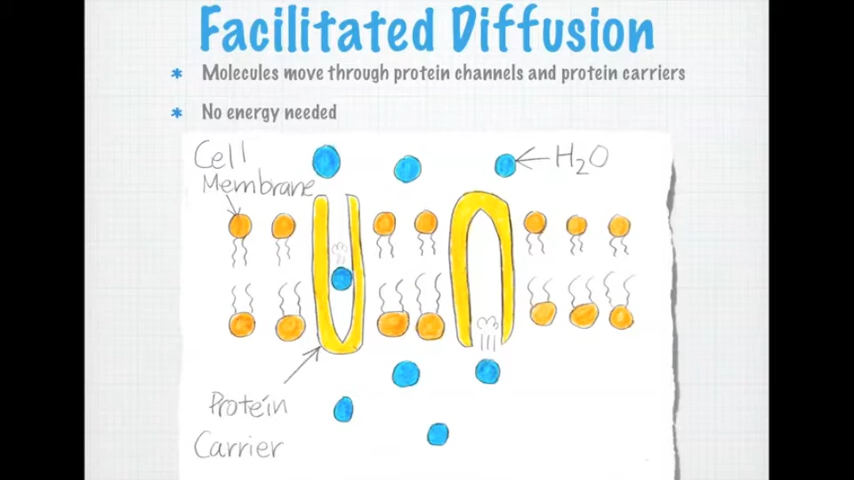 Facilitated Diffusion
* Molecules move through protein channels and protein carriers
* No energy needed
Cell
Membrane
H₂O
Protein
Carrier